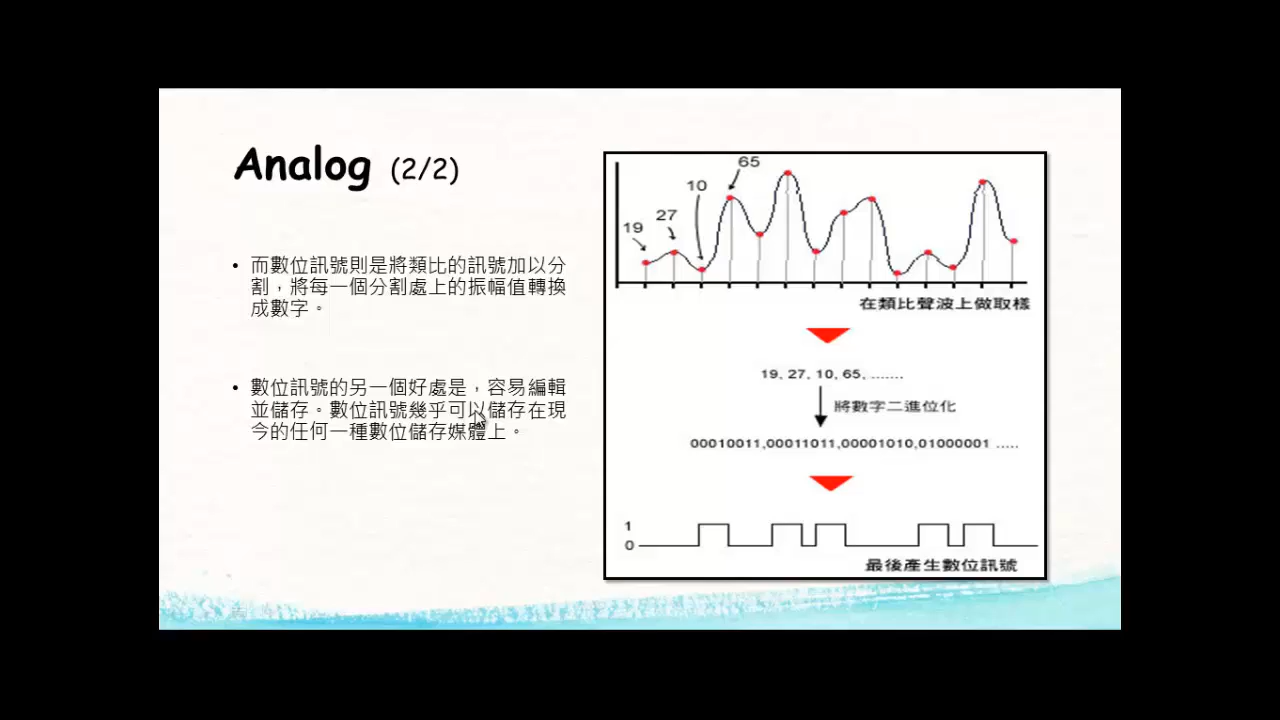 Analog (2/2)
• 而數位訊號則是將類比的訊號加以分
割，將每一個分割處上的振幅值轉換
成數字。
• 數位訊號的另一個好處是，容易編輯
並儲存。數位訊號幾乎可以儲存在現
今的任何一種數位儲存媒體上。
65
10
27
19
在類比聲波上做取樣
19, 27, 10, 65, .......
將數字二進位化
00010011,00011011,00001010,01000001 .....
1
0
最後產生數位訊號